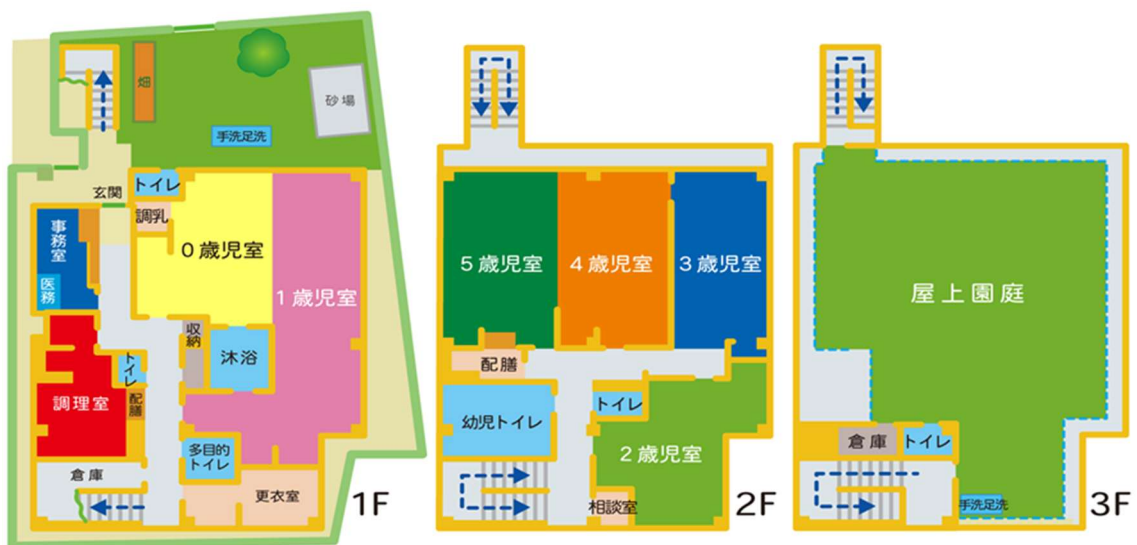 畑
砂場
手洗足洗
玄関
トイレ
調乳
事務室
0歳児室
医務
1歳児室
収納
沐浴
トイレ
配膳
調理室
多目的
トイレ
倉庫
更衣室
1F
5歳児室
4歳児室
3歳児室
配膳
幼児トイレ
トイレ
2歳児室
相談室
2F
屋上園庭
倉庫
トイレ
手洗足洗
3F